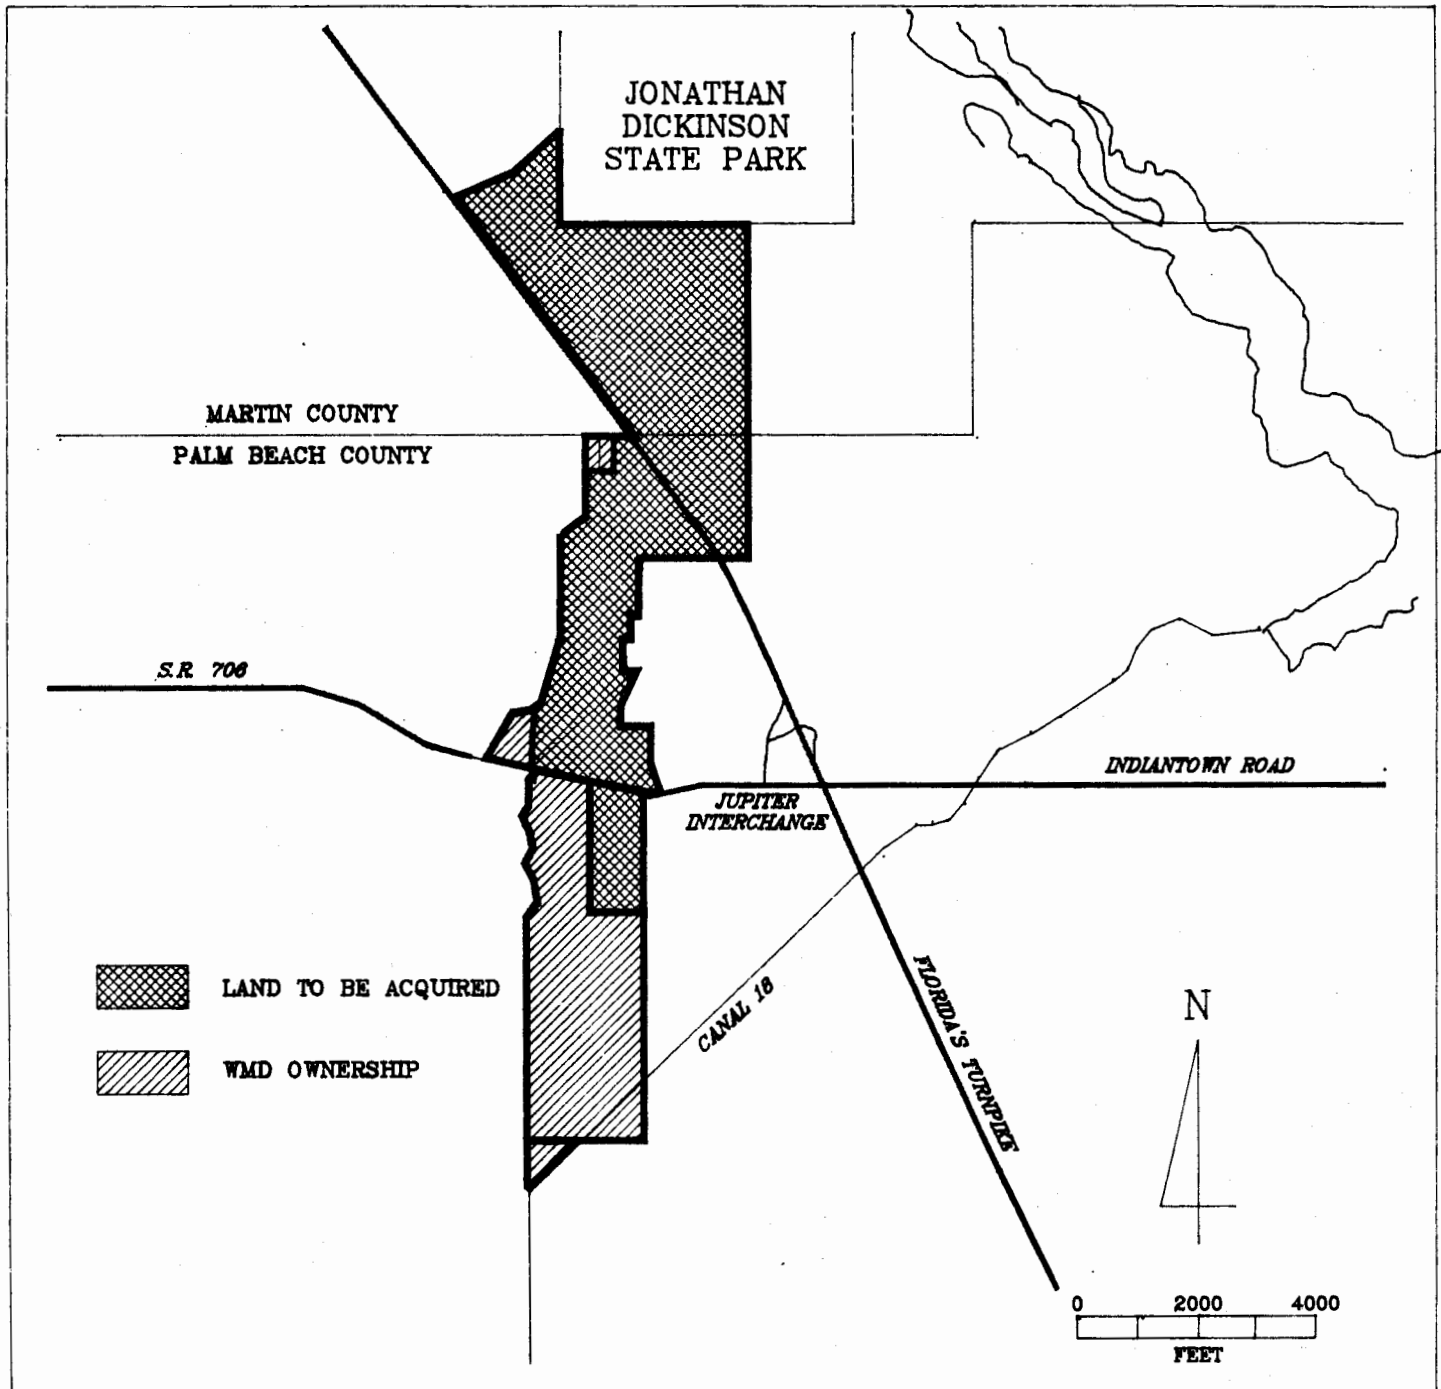 JONATHAN
DICKINSON
STATE PARK
MARTIN COUNTY
PALM BEACH COUNTY
S.R. 706
INDIANTOWN ROAD
JUPITER
INTERCHANGE
LAND TO BE ACQUIRED
WMD OWNERSHIP
CANAL 18
FLORIDA'S TURNPIKE
N
0 2000 4000
FEET